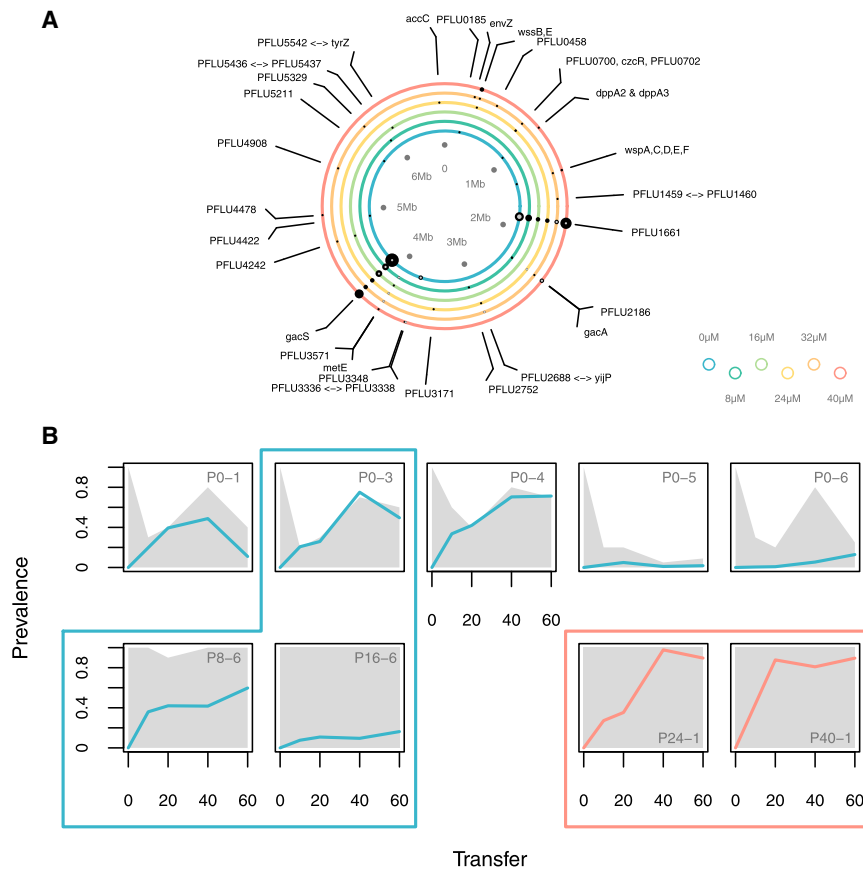 A
accC
PFLU0185
envZ
wssB,E
PFLU0458
PFLU5542 <-> tyrZ
PFLU5436 <-> PFLU5437
PFLU5329
PFLU5211
PFLU0700, czcR, PFLU0702
dppA2 & dppA3
PFLU4908
wspA,C,D,E,F
PFLU1459 <-> PFLU1460
PFLU4478
PFLU4422
PFLU4242
PFLU1661
0
1Mb
2Mb
3Mb
4Mb
5Mb
6Mb
gacS
PFLU3571
metE
PFLU3348
PFLU3336 <-> PFLU3338
PFLU3171
PFLU2752
PFLU2688 <-> yijP
PFLU2186
gacA
0µM 16µM 32µM
8µM 24µM 40µM
B
Prevalence
0.8
0.4
0
P0-1 P0-3 P0-4 P0-5 P0-6
0 20 40 60
0.8
0.4
0
P8-6 P16-6 P24-1 P40-1
0 20 40 60 0 20 40 60 0 20 40 60 0 20 40 60
Transfer